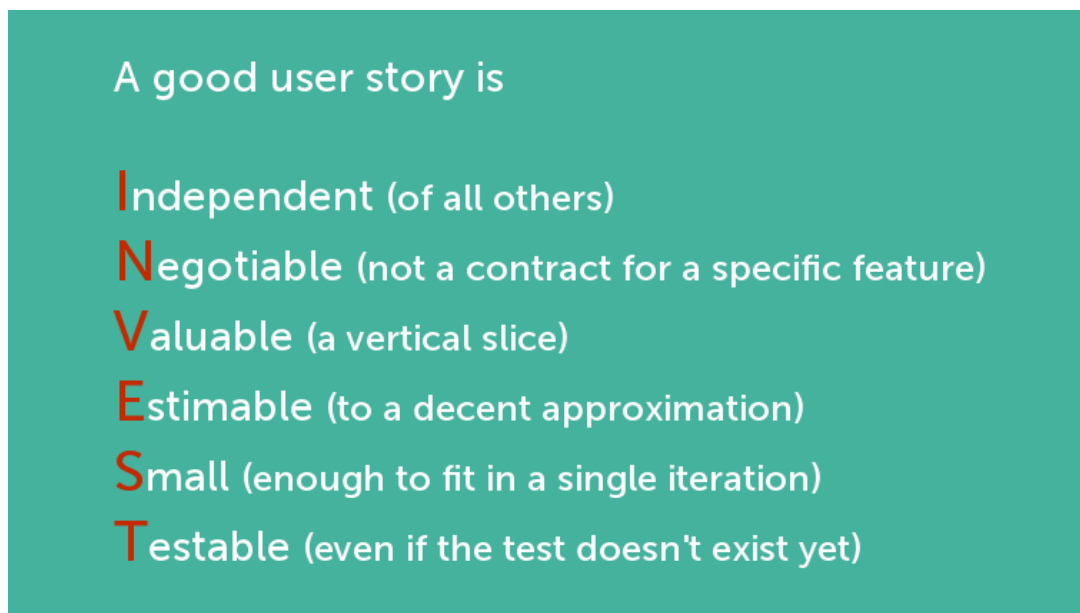 A good user story is
Independent (of all others)
Negotiable (not a contract for a specific feature)
Valuable (a vertical slice)
Estimable (to a decent approximation)
Small (enough to fit in a single iteration)
Testable (even if the test doesn't exist yet)